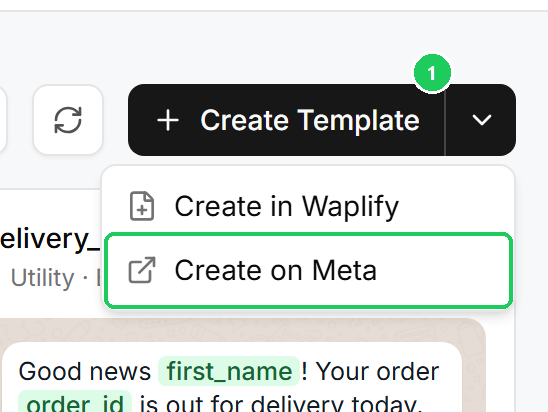 1
Create Template
Create in Waplify
elivery_
Create on Meta
Utility ·
Good news first_name! Your order
order_id is out for delivery today.